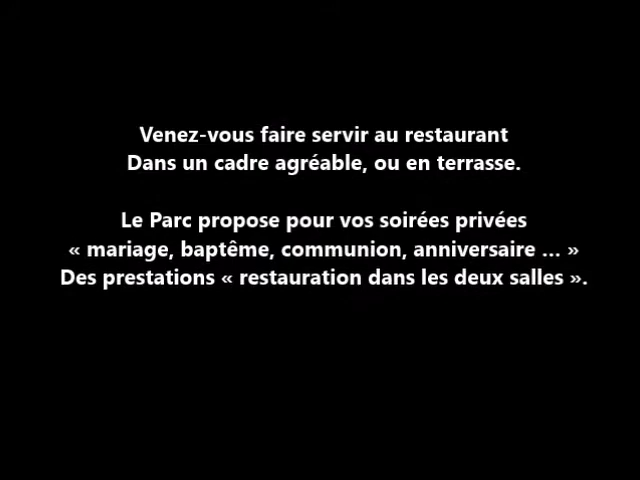 Venez-vous faire servir au restaurant
Dans un cadre agréable, ou en terrasse.
Le Parc propose pour vos soirées privées
« mariage, baptême, communion, anniversaire … »
Des prestations « restauration dans les deux salles ».